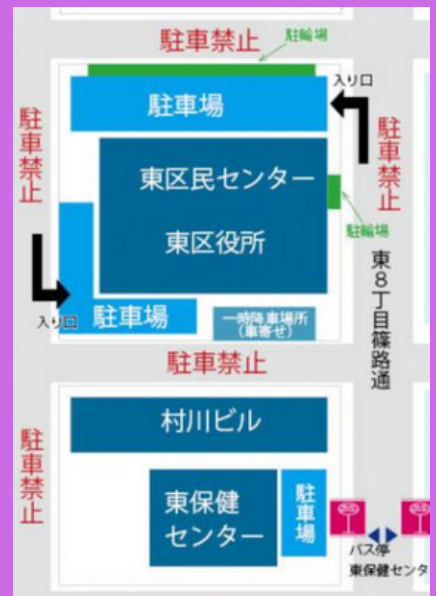 駐車禁止
駐輪場
入り口
駐車場
駐車禁止
駐車禁止
東区民センター
東区役所
駐輪場
東8丁目篠路通
入り口
駐車場
一時降車場所
(車寄せ)
駐車禁止
村川ビル
駐車禁止
東保健
センター
駐車場
バス停
東保健センタ